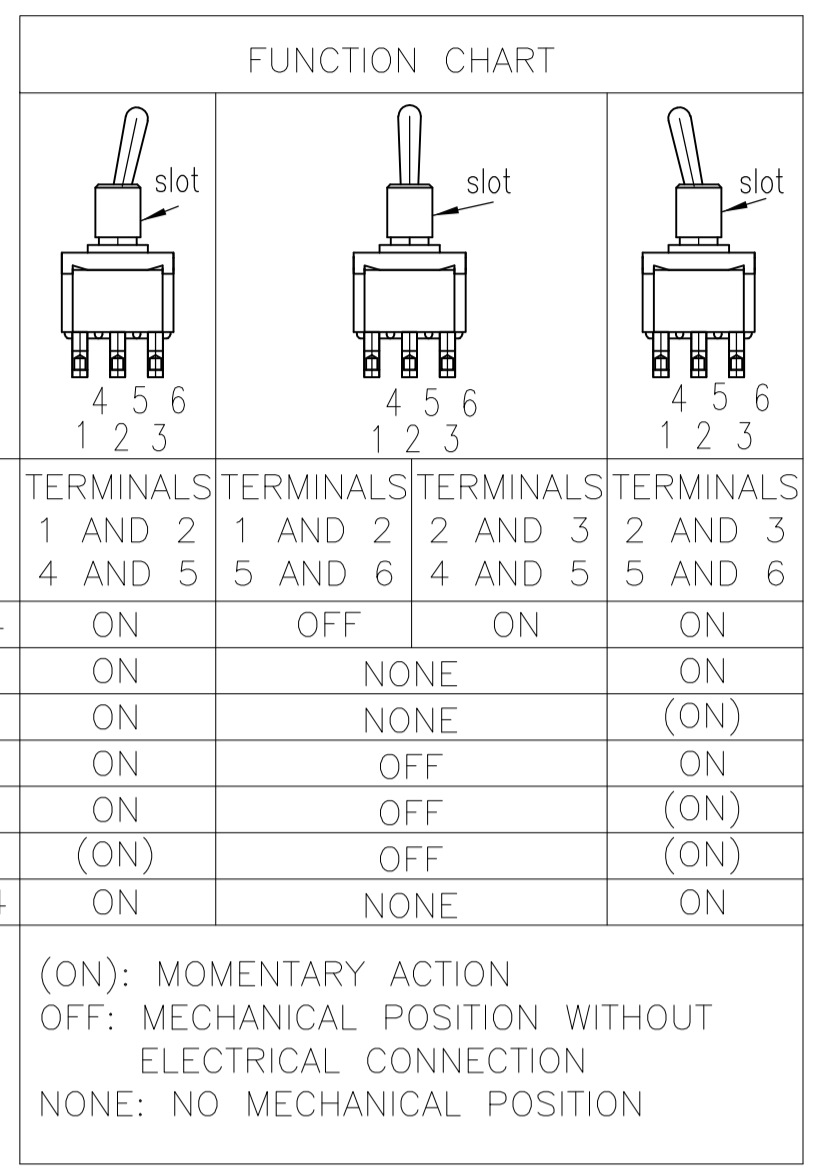 FUNCTION CHART
slot slot slot
4 5 6 4 5 6 4 5 6
1 2 3 1 2 3 1 2 3
TERMINALS TERMINALS TERMINALS TERMINALS
1 AND 2 1 AND 2 2 AND 3 2 AND 3
4 AND 5 5 AND 6 4 AND 5 5 AND 6
ON OFF ON ON
ON NONE ON
ON NONE (ON)
ON OFF ON
ON OFF (ON)
(ON) OFF (ON)
4 ON NONE ON
(ON): MOMENTARY ACTION
OFF: MECHANICAL POSITION WITHOUT
ELECTRICAL CONNECTION
NONE: NO MECHANICAL POSITION